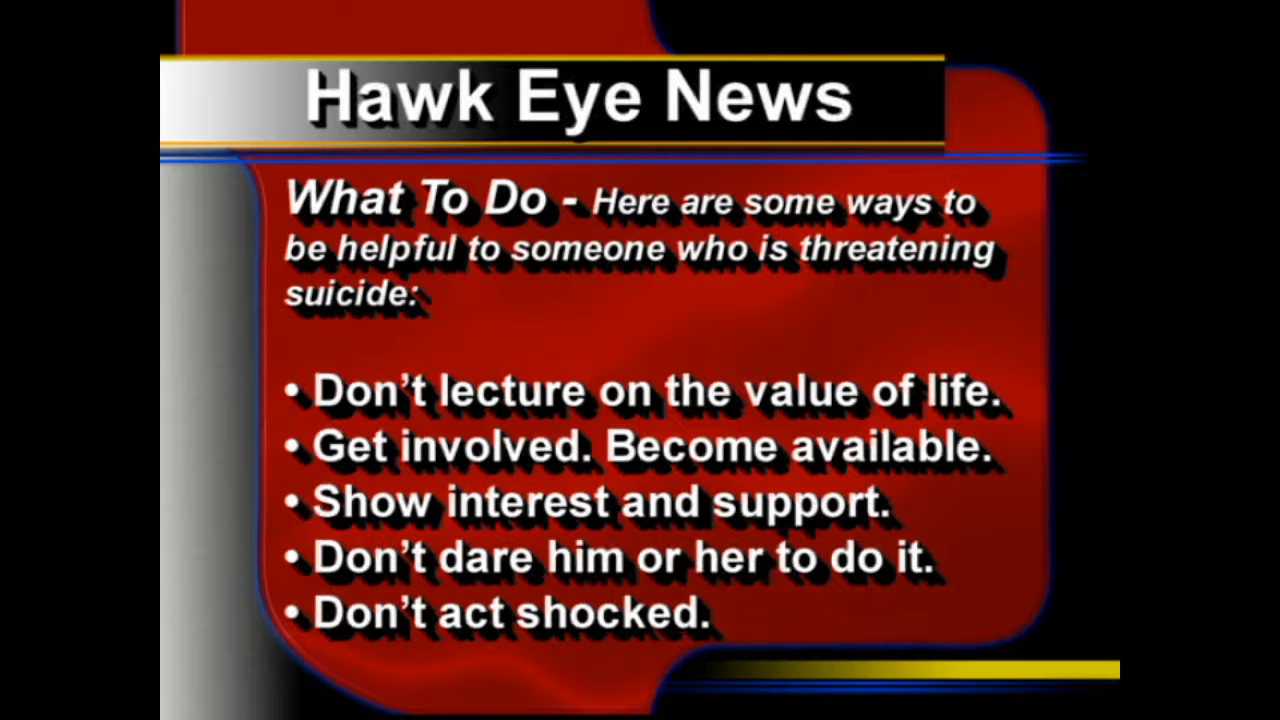 Hawk Eye News
What To Do - Here are some ways to
be helpful to someone who is threatening
suicide:
• Don’t lecture on the value of life.
• Get involved. Become available.
• Show interest and support.
• Don’t dare him or her to do it.
• Don’t act shocked.